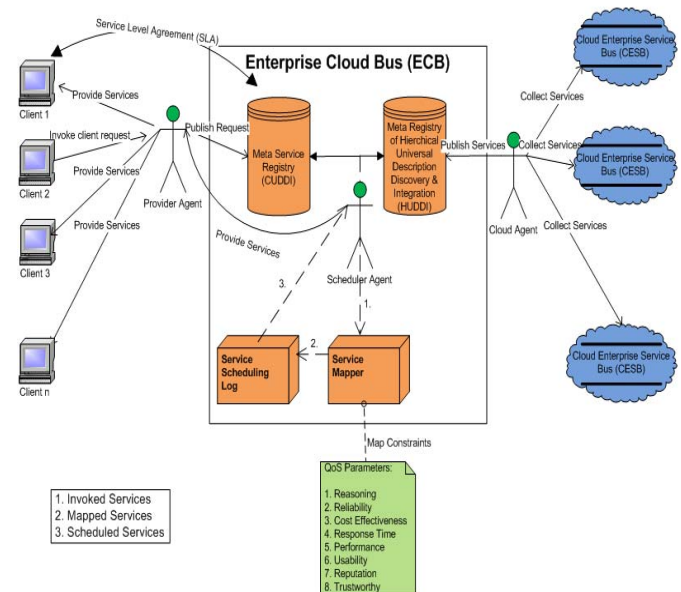 Service Level Agreement (SLA)
Enterprise Cloud Bus (ECB)
Cloud Enterprise Service
Bus (CESB)
Client 1
Provide Services
Collect Services
Invoke client request
Publish Request
Meta Service
Registry
(CUDDI)
Meta Registry
of Hierchical
Universal
Description
Discovery &
Integration
(HUDDI)
Publish Services
Collect Services
Cloud Enterprise Service
Bus (CESB)
Client 2
Provide Services
Provider Agent
Provide Services
Client 3
Provide Services
Scheduler Agent
Cloud Agent
Collect Services
3.
1.
2.
Service
Scheduling
Log
Service
Mapper
Cloud Enterprise Service
Bus (CESB)
Client n
Map Constraints
QoS Parameters:
1. Reasoning
2. Reliability
3. Cost Effectiveness
4. Response Time
5. Performance
6. Usability
7. Reputation
8. Trustworthy
1. Invoked Services
2. Mapped Services
3. Scheduled Services